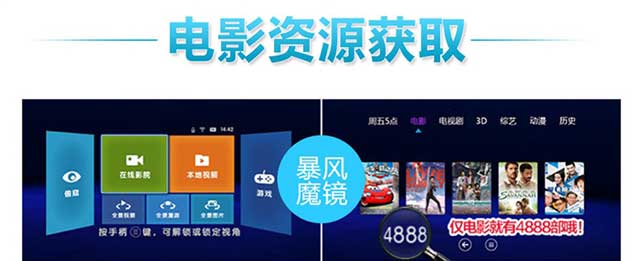 电影资源获取
14:42
偷窥
在线影院
本地视频
游戏
全景视频
全景漫游
全景图片
按手柄 键，可解锁或锁定视角
暴风
魔镜
周五5点 电影 电视剧 3D 综艺 动漫 历史
4888
仅电影就有4888部哦！